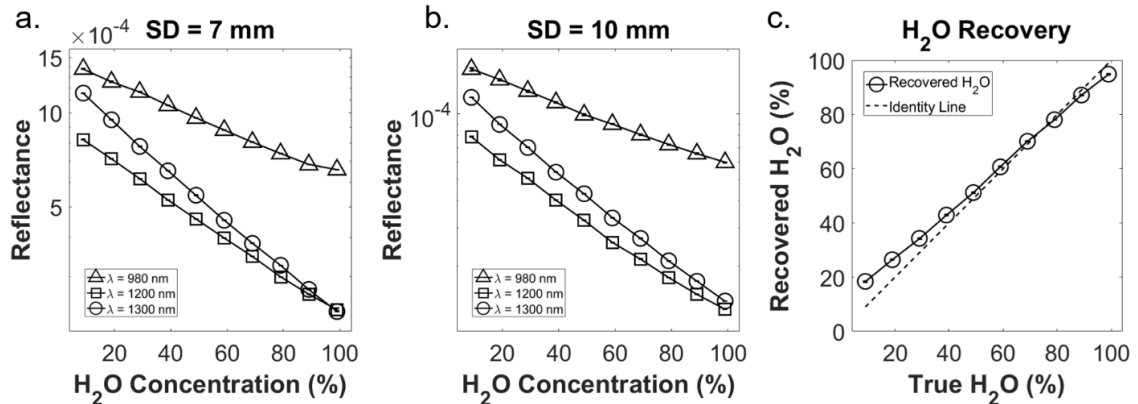 a.
SD = 7 mm
×10⁻⁴
15
10
5
Reflectance
20 40 60 80 100
H₂O Concentration (%)
λ = 980 nm
λ = 1200 nm
λ = 1300 nm
b.
SD = 10 mm
10⁻⁴
Reflectance
20 40 60 80 100
H₂O Concentration (%)
λ = 980 nm
λ = 1200 nm
λ = 1300 nm
c.
H₂O Recovery
100
80
60
40
20
0
Recovered H₂O (%)
0 20 40 60 80 100
True H₂O (%)
Recovered H₂O
Identity Line